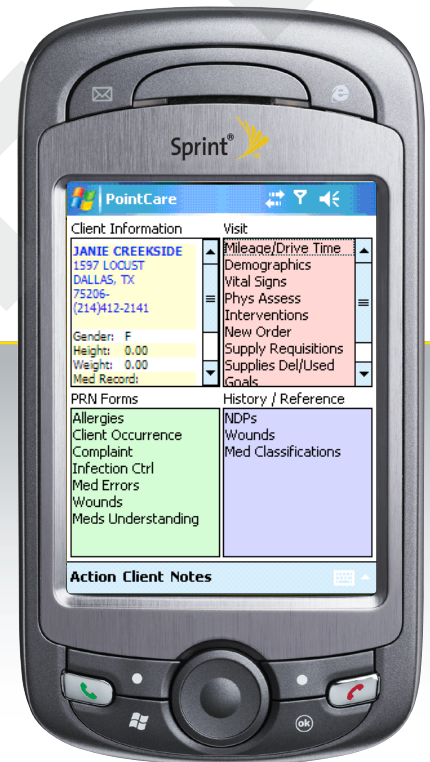 Sprint®
PointCare
Client Information
JANIE CREEKSIDE
1597 LOCUST
DALLAS, TX
75206-
(214)412-2141
Gender: F
Height: 0.00
Weight: 0.00
Med Record:
Visit
Mileage/Drive Time
Demographics
Vital Signs
Phys Assess
Interventions
New Order
Supply Requisitions
Supplies Del/Used
Goals
PRN Forms
Allergies
Client Occurrence
Complaint
Infection Ctrl
Med Errors
Wounds
Meds Understanding
History / Reference
NDPs
Wounds
Med Classifications
Action Client Notes
ok